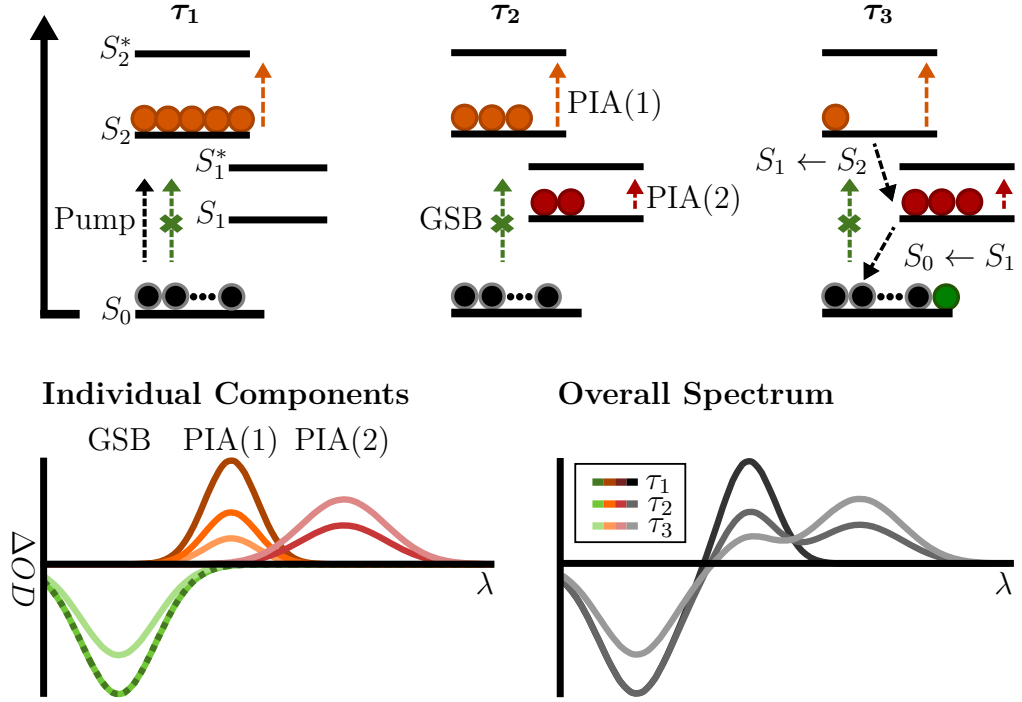 τ₁ τ₂ τ₃
S₂*
PIA(1)
S₂
S₁*
S₁ ← S₂
Pump
S₁
GSB
PIA(2)
S₀ ← S₁
S₀
Individual Components
Overall Spectrum
GSB PIA(1) PIA(2)
τ₁
τ₂
τ₃
∇OD
λ
λ